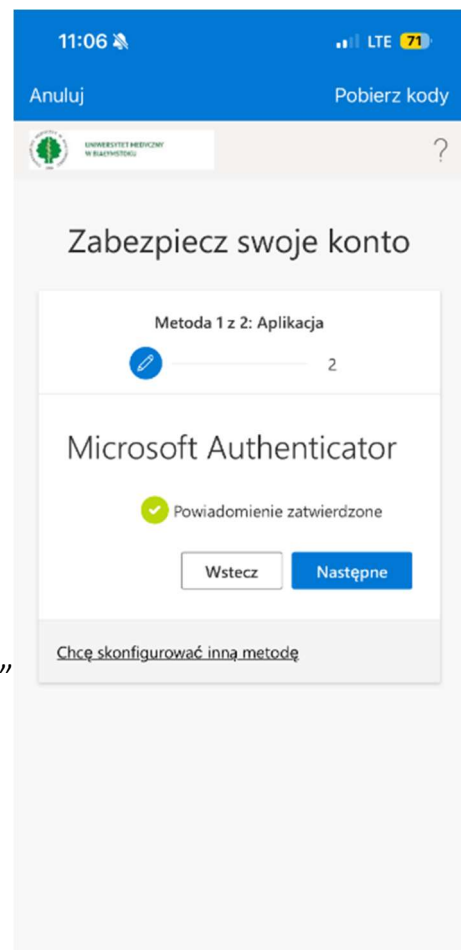 11:06 LTE 71
Anuluj Pobierz kody
UNIWERSYTET MEDYCZNY
W BIAŁYMSTOKU
?
Zabezpiecz swoje konto
Metoda 1 z 2: Aplikacja
2
Microsoft Authenticator
Powiadomienie zatwierdzone
Wstecz Następne
Chcę skonfigurować inną metodę
”